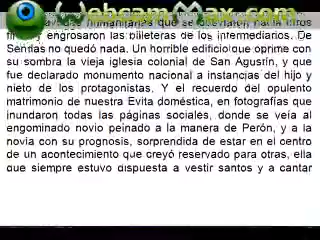 humanitarias que se
y engrosaron las billeteras de los intermediarios. De
Sentías no quedó nada. Un horrible edificio que oprime con
su sombra la vieja iglesia colonial de San Agustín, y que
fue declarado monumento nacional a instancias del hijo y
nieto de los protagonistas. Y el recuerdo del opulento
matrimonio de nuestra Evita doméstica, en fotografías que
inundaron todas las páginas sociales, donde se veía al
engominado novio peinado a la manera de Perón, y a la
novia con su prognosis, sorprendida de estar en el centro
de un acontecimiento que creyó reservado para otras, ella
que siempre estuvo dispuesta a vestir santos y a cantar